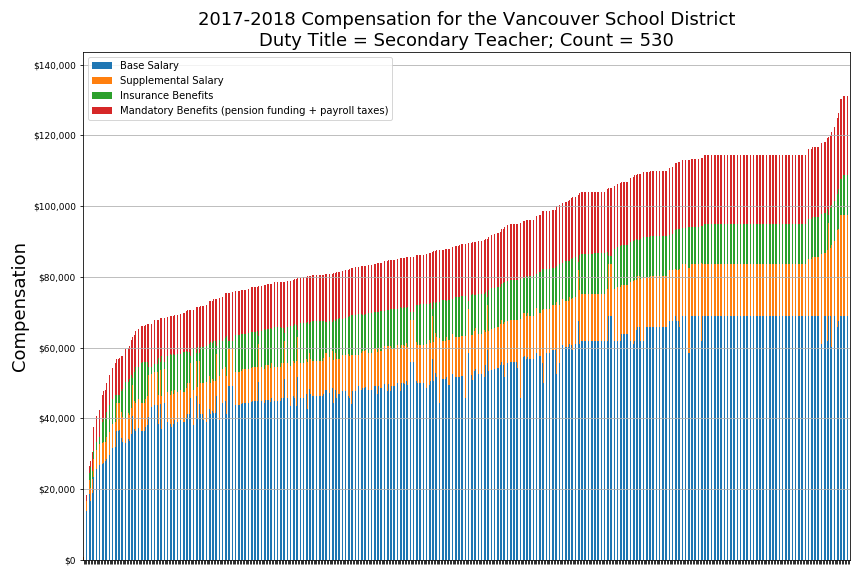 2017-2018 Compensation for the Vancouver School District
Duty Title = Secondary Teacher; Count = 530
Base Salary
Supplemental Salary
Insurance Benefits
Mandatory Benefits (pension funding + payroll taxes)
Compensation
$140,000
$120,000
$100,000
$80,000
$60,000
$40,000
$20,000
$0